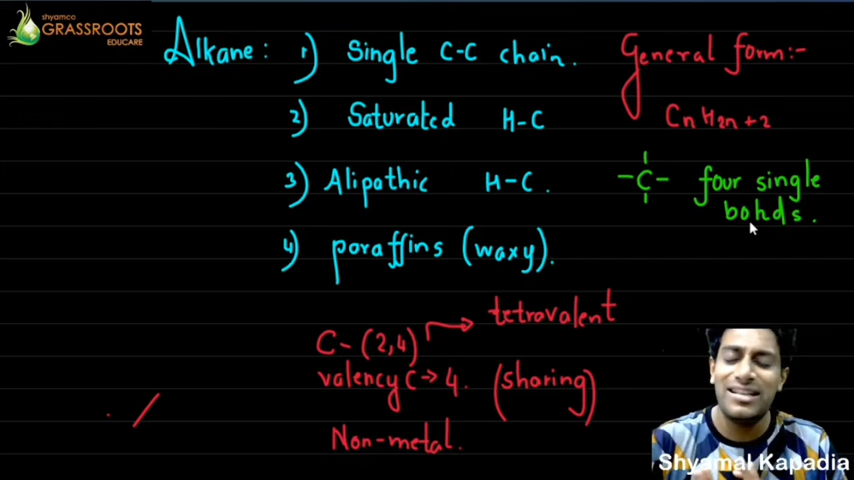 shyamco
GRASSROOTS
EDUCARE
Alkane: 1) Single C-C chain.
2) Saturated H-C
3) Alipathic H-C.
4) paraffins (waxy).
General form:-
CnH2n+2
-C- four single
bonds.
C-(2,4) → tetravalent
valency C → 4. (sharing)
Non-metal.
Shyamal Kapadia